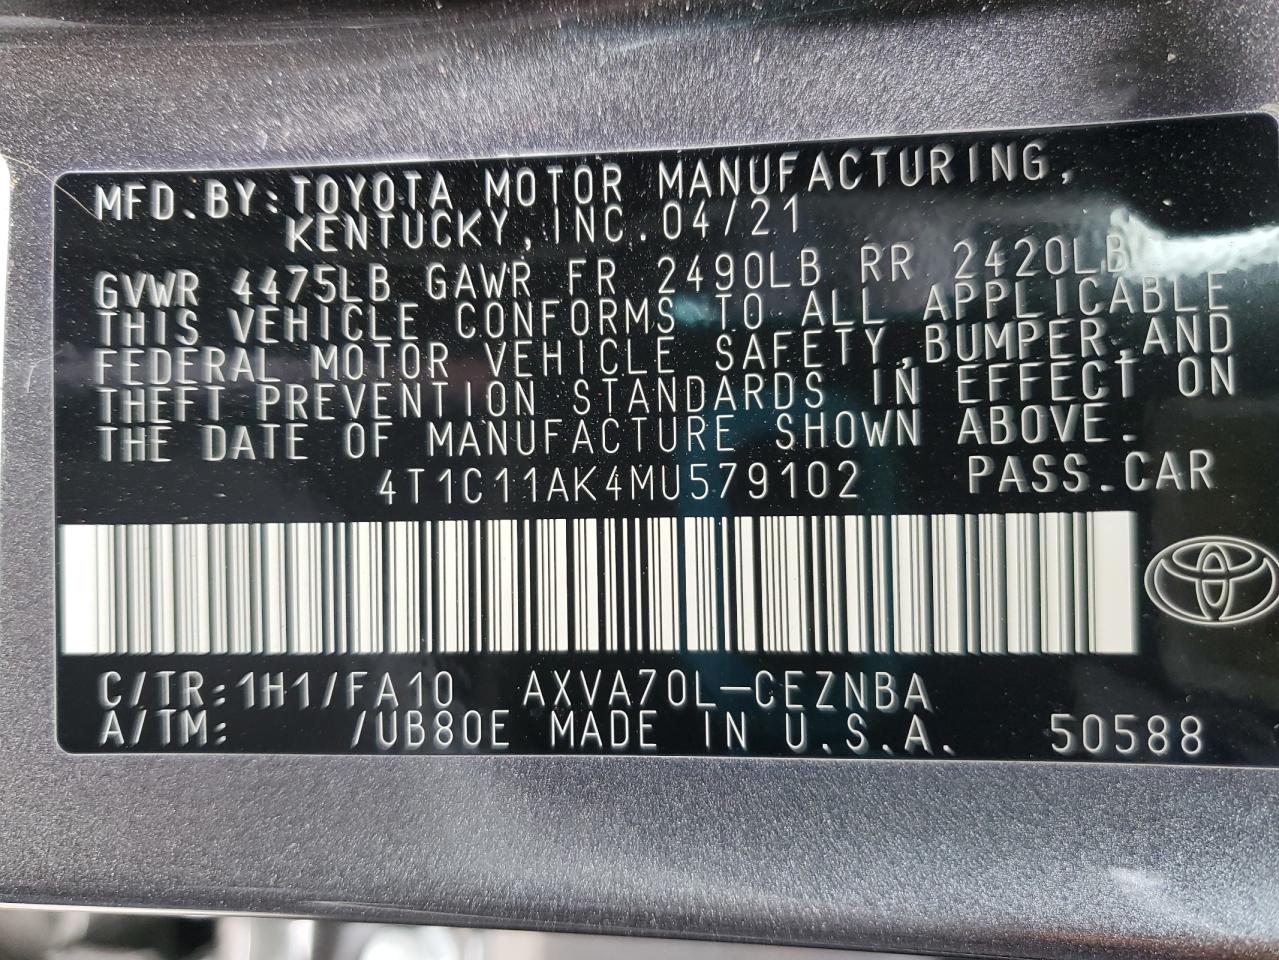 MFD.BY:TOYOTA MOTOR MANUFACTURING,
KENTUCKY,INC.04/21
GVWR 4475LB GAWR FR 2490LB RR 2420LB
THIS VEHICLE CONFORMS TO ALL APPLICABLE
FEDERAL MOTOR VEHICLE SAFETY,BUMPER,AND
THEFT PREVENTION STANDARDS IN EFFECT ON
THE DATE OF MANUFACTURE SHOWN ABOVE.
4T1C11AK4MU579102 PASS.CAR
C/TR:1H1/FA10 AXVA70L-CEZNBA
A/TM: /UB80E MADE IN U.S.A. 50588